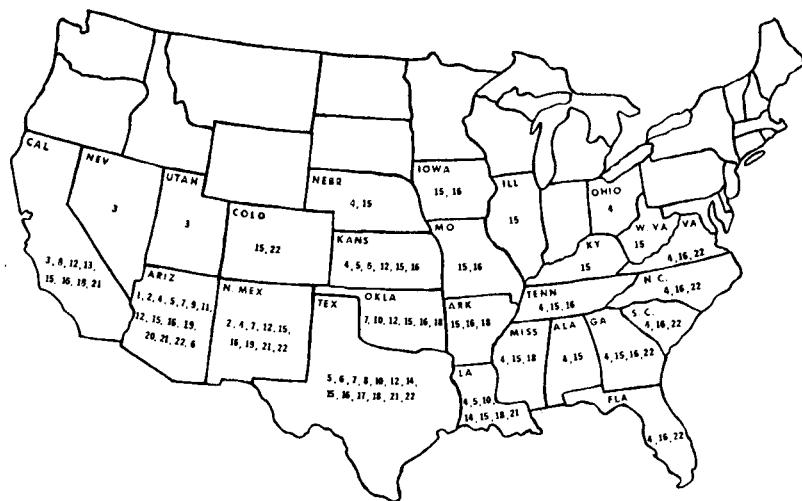 CAL
3, 8, 12, 13,
15, 16, 19, 21
NEV
3
UTAH
3
ARIZ
1, 2, 4, 5, 7, 9, 11,
12, 15, 16, 19,
20, 21, 22, 6
COLO
15, 22
N. MEX
2, 4, 7, 12, 15,
16, 19, 21, 22
NEBR
4, 15
KANS
4, 5, 6, 12, 15, 16
OKLA
7, 10, 12, 15, 16, 18
TEX
5, 6, 7, 8, 10, 12, 14,
15, 16, 17, 18, 21, 22
IOWA
15, 16
MO
15, 16
ARK
15, 16, 18
LA
4, 5, 10,
14, 15, 18, 21
ILL
15
KY
15
TENN
4, 15, 16
MISS
4, 15, 18
ALA
4, 15
GA
4, 15, 16, 22
FLA
4, 16, 22
OHIO
4
W. VA
15
VA
4, 16, 22
N.C.
4, 16, 22
S.C.
4, 16, 22